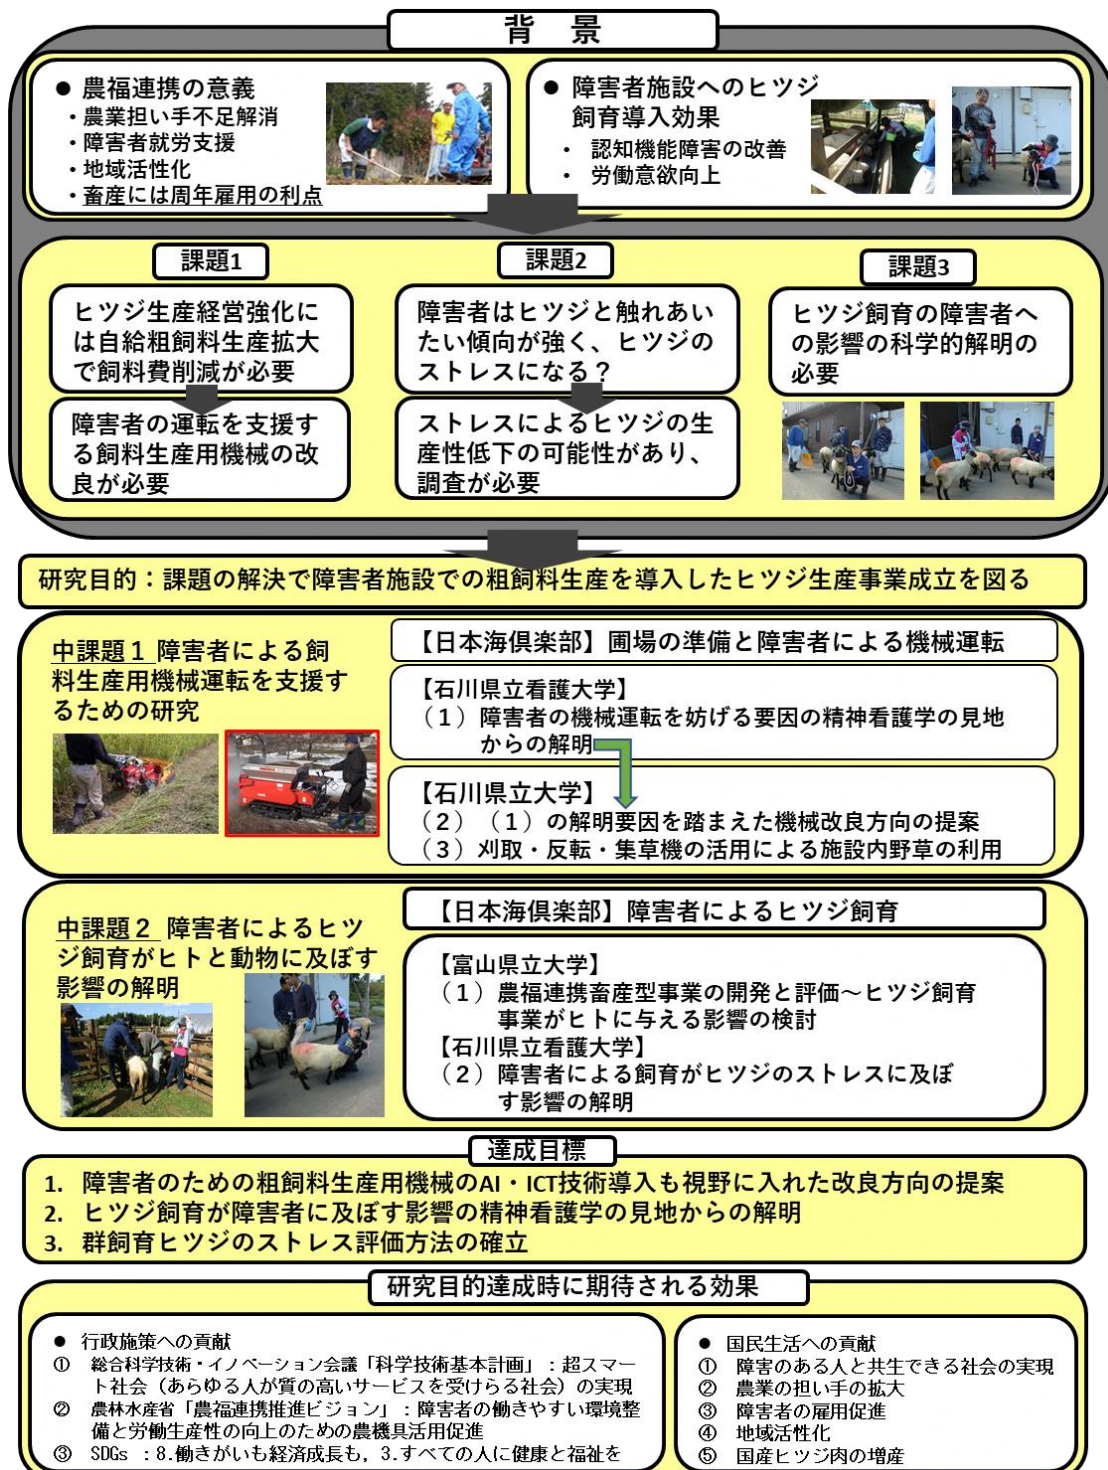 背 景
● 農福連携の意義
・農業担い手不足解消
・障害者就労支援
・地域活性化
・畜産には周年雇用の利点
● 障害者施設へのヒツジ
飼育導入効果
・ 認知機能障害の改善
・ 労働意欲向上
課題1
ヒツジ生産経営強化に
は自給粗飼料生産拡大
で飼料費削減が必要
障害者の運転を支援す
る飼料生産用機械の改
良が必要
課題2
障害者はヒツジと触れあい
たい傾向が強く、ヒツジの
ストレスになる？
ストレスによるヒツジの生
産性低下の可能性があり、
調査が必要
課題3
ヒツジ飼育の障害者へ
の影響の科学的解明の
必要
研究目的：課題の解決で障害者施設での粗飼料生産を導入したヒツジ生産事業成立を図る
中課題１ 障害者による飼
料生産用機械運転を支援す
るための研究
【日本海倶楽部】圃場の準備と障害者による機械運転
【石川県立看護大学】
（１）障害者の機械運転を妨げる要因の精神看護学の見地
からの解明
【石川県立大学】
（２）（１）の解明要因を踏まえた機械改良方向の提案
（３）刈取・反転・集草機の活用による施設内野草の利用
中課題２ 障害者によるヒツ
ジ飼育がヒトと動物に及ぼす
影響の解明
【日本海倶楽部】障害者によるヒツジ飼育
【富山県立大学】
（１）農福連携畜産型事業の開発と評価～ヒツジ飼育
事業がヒトに与える影響の検討
【石川県立看護大学】
（２）障害者による飼育がヒツジのストレスに及ぼ
す影響の解明
達成目標
1. 障害者のための粗飼料生産用機械のAI・ICT技術導入も視野に入れた改良方向の提案
2. ヒツジ飼育が障害者に及ぼす影響の精神看護学の見地からの解明
3. 群飼育ヒツジのストレス評価方法の確立
研究目的達成時に期待される効果
● 行政施策への貢献
① 総合科学技術・イノベーション会議「科学技術基本計画」：超スマー
ト社会（あらゆる人が質の高いサービスを受けらる社会）の実現
② 農林水産省「農福連携推進ビジョン」：障害者の働きやすい環境整
備と労働生産性の向上のための農機具活用促進
③ SDGs ：8.働きがいも経済成長も，3.すべての人に健康と福祉を
● 国民生活への貢献
① 障害のある人と共生できる社会の実現
② 農業の担い手の拡大
③ 障害者の雇用促進
④ 地域活性化
⑤ 国産ヒツジ肉の増産